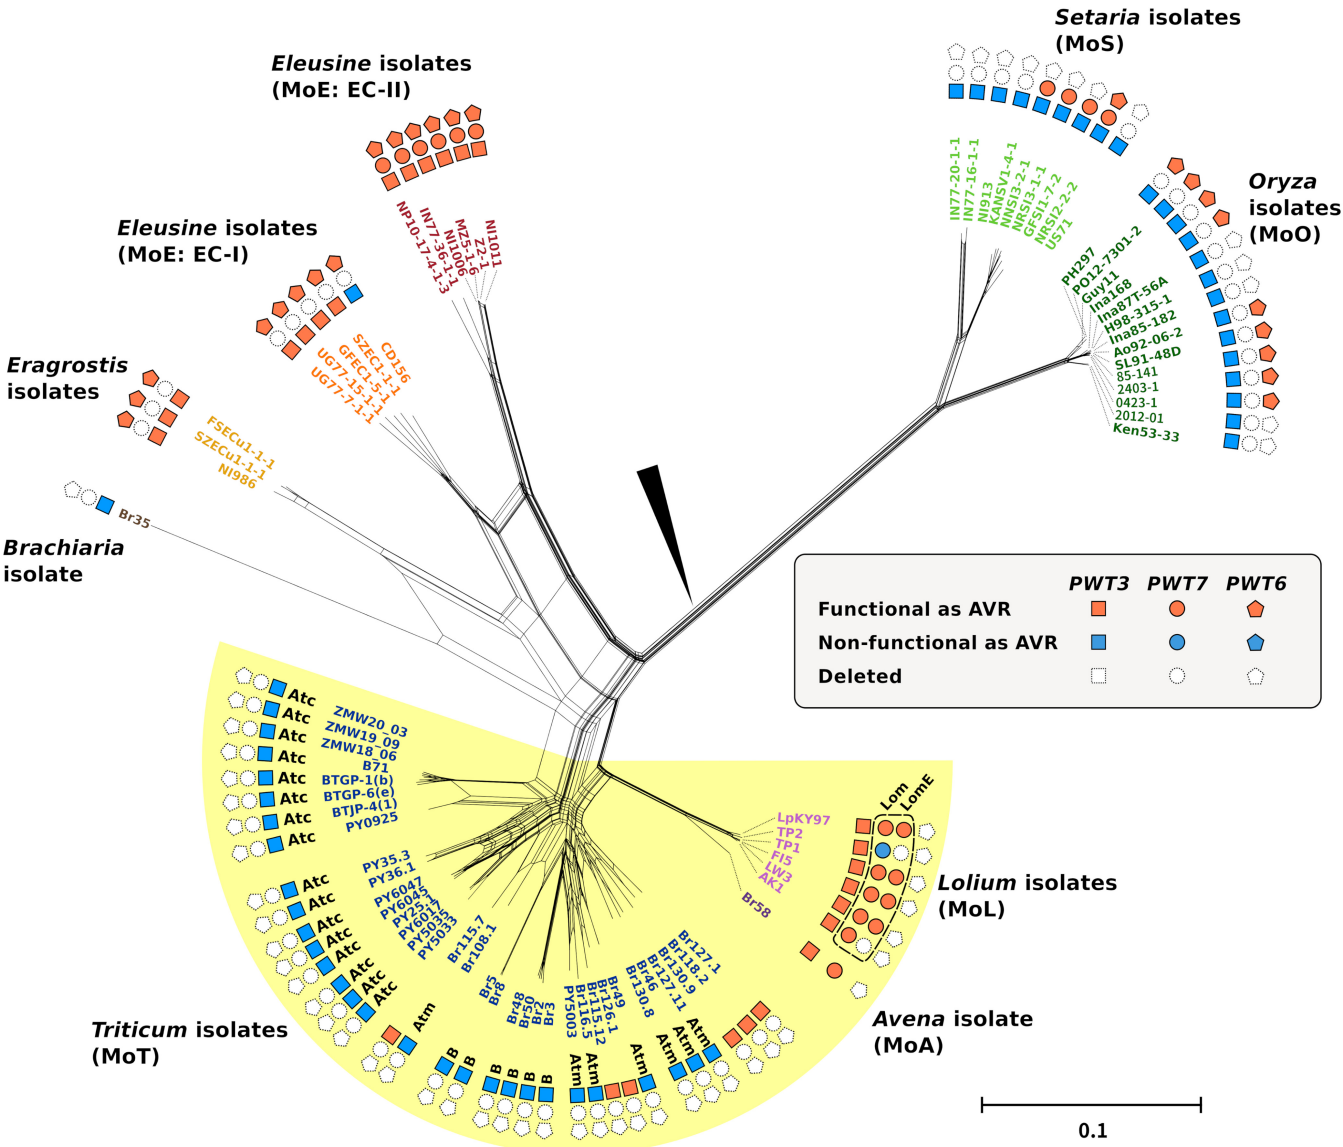 Setaria isolates
(MoS)
Eleusine isolates
(MoE: EC-II)
IN77-20-1-1
IN77-16-1-1
NI913
KANSV1-4-1
NNSI3-2-1
NRSI3-1-1
GFSI1-7-2
NRSI2-2-2
US71
Oryza
isolates
(MoO)
NP10-17-4-1-3
IN77-36-1-1
NI1006
MZ5-1-6
Z2-1
NI1011
Eleusine isolates
(MoE: EC-I)
PH297
PO12-7301-2
Guy11
Ina168
Ina87T-56A
H98-315-1
Ina85-182
Ao92-06-2
SL91-48D
85-141
2403-1
0423-1
2012-01
Ken53-33
CD156
SZEC1-1-1
GFEC1-5-1
UG77-15-1-1
UG77-7-1-1
Eragrostis
isolates
FSECu1-1-1
SZECu1-1-1
NI986
Br35
Brachiaria
isolate
PWT3 PWT7 PWT6
Functional as AVR
Non-functional as AVR
Deleted
Atc
Atc
Atc
Atc
Atc
Atc
Atc
Atc
ZMW20_03
ZMW19_09
ZMW18_06
B71
BTGP-1(b)
BTGP-6(e)
BTJP-4(1)
PY0925
PY35.3
PY36.1
PY6047
PY6045
PY25.1
PY6017
PY5035
PY5033
Atc
Atc
Atc
Atc
Atc
Atc
Atc
Atc
Br115.7
Br108.1
Atm
Br5
Br8
B
B
Br48
Br50
Br2
Br3
B
B
B
B
PY5003
Br116.5
Br115.12
Br126.1
Br49
Atm
Atm
Atm
Br130.8
Br46
Br127.11
Br130.9
Br118.2
Br127.1
Atm
Atm
Atm
LpKY97
TP2
TP1
FI5
LW3
AK1
Br58
Lom
LomE
Lolium isolates
(MoL)
Avena isolate
(MoA)
Triticum isolates
(MoT)
0.1